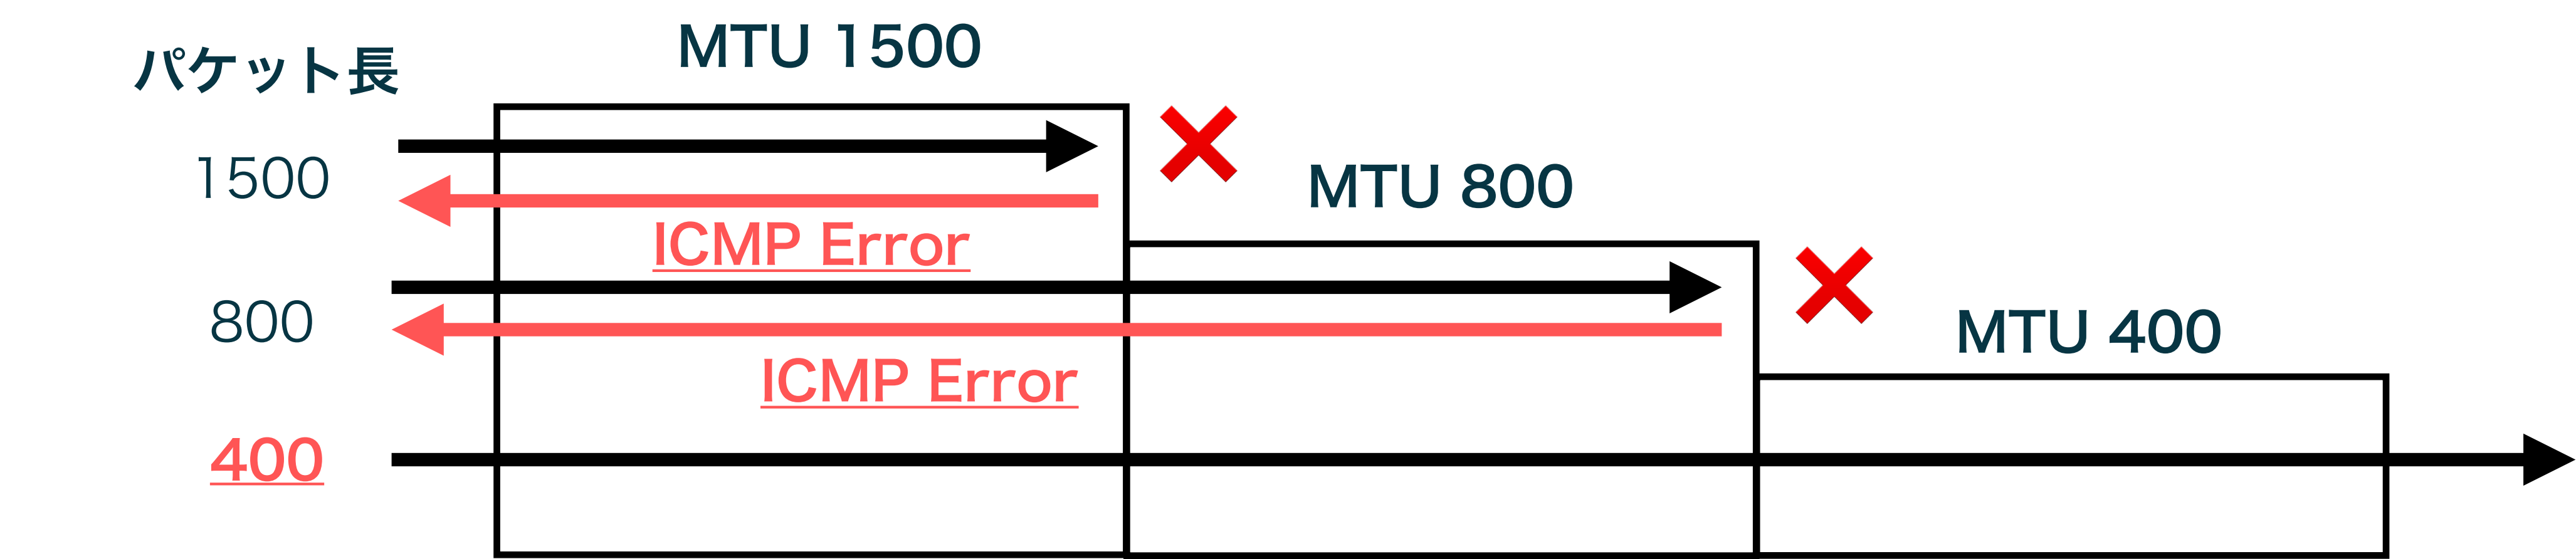 パケット長
MTU 1500
1500
ICMP Error
MTU 800
800
ICMP Error
MTU 400
400